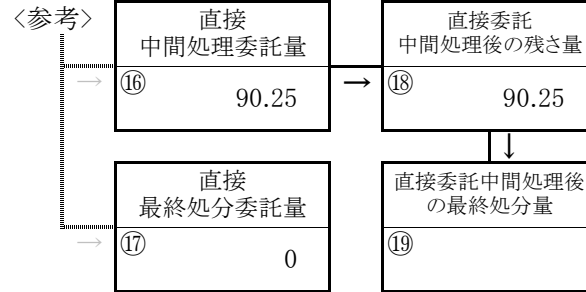 〈参考〉
直接
中間処理委託量
⑯
90.25
→
→
直接委託
中間処理後の残さ量
⑱
90.25
↓
直接
最終処分委託量
→
⑰
0
直接委託中間処理後
の最終処分量
⑲